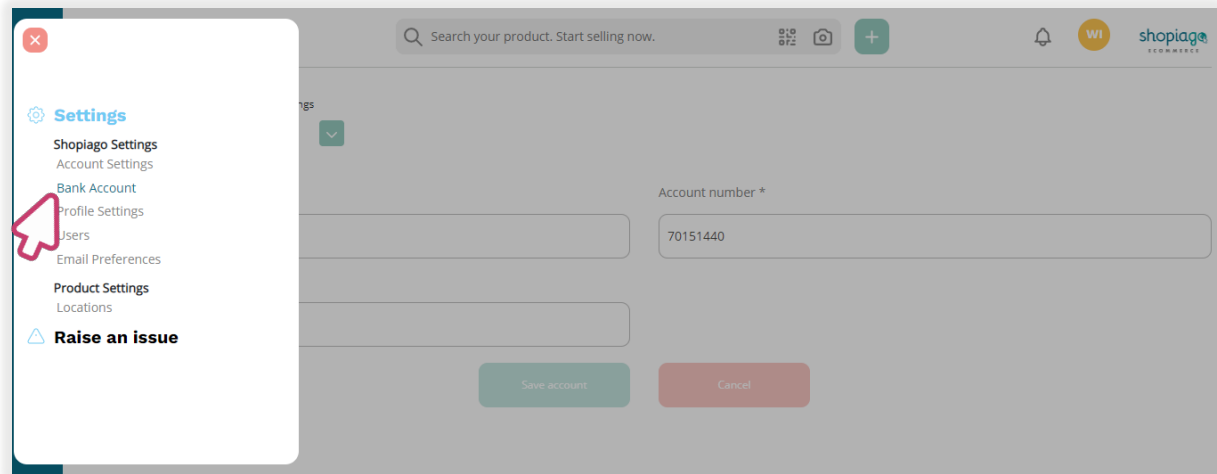 Search your product. Start selling now.
WI
shopiago
ECOMMERCE
ngs
Settings
Shopiago Settings
Account Settings
Bank Account
Profile Settings
Users
Email Preferences
Product Settings
Locations
Raise an issue
Account number *
70151440
Save account
Cancel